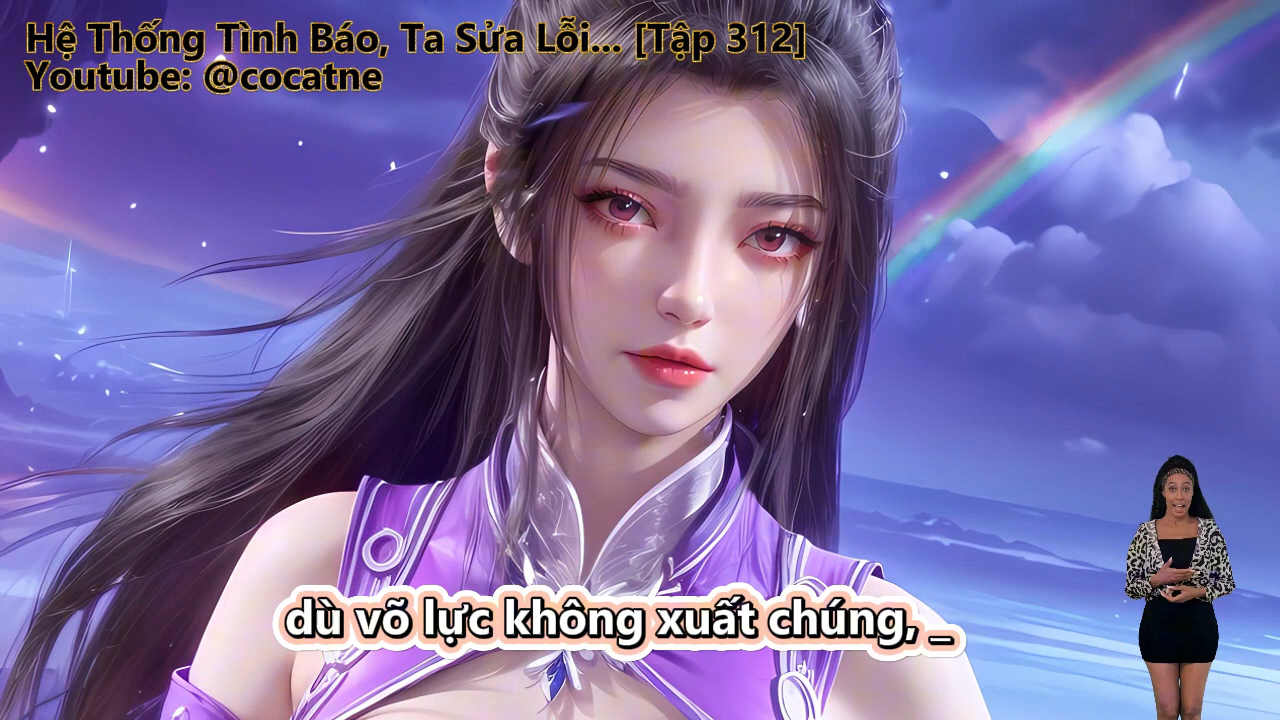 Hệ Thống Tình Báo, Ta Sửa Lỗi... [Tập 312]
Youtube: @cocatne
dù võ lực không xuất chúng, _